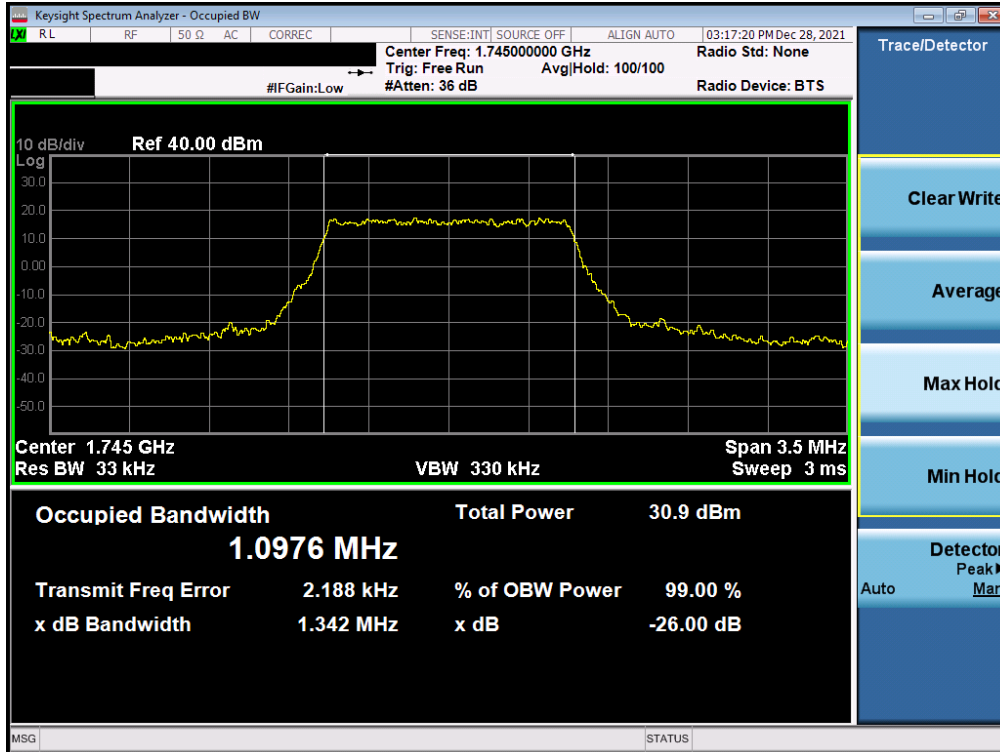 Keysight Spectrum Analyzer - Occupied BW
LXI RL RF 50 Ω AC CORREC SENSE:INT SOURCE OFF ALIGN AUTO 03:17:20 PM Dec 28, 2021
Center Freq: 1.745000000 GHz Radio Std: None
Trig: Free Run Avg|Hold: 100/100
#IFGain:Low #Atten: 36 dB Radio Device: BTS
Trace/Detector
10 dB/div Ref 40.00 dBm
Log
30.0
20.0
10.0
0.00
-10.0
-20.0
-30.0
-40.0
-50.0
Center 1.745 GHz Span 3.5 MHz
Res BW 33 kHz VBW 330 kHz Sweep 3 ms
Occupied Bandwidth Total Power 30.9 dBm
1.0976 MHz
Transmit Freq Error 2.188 kHz % of OBW Power 99.00 %
x dB Bandwidth 1.342 MHz x dB -26.00 dB
Clear Write
Average
Max Hold
Min Hold
Detector
Peak▶
Auto Man
MSG STATUS